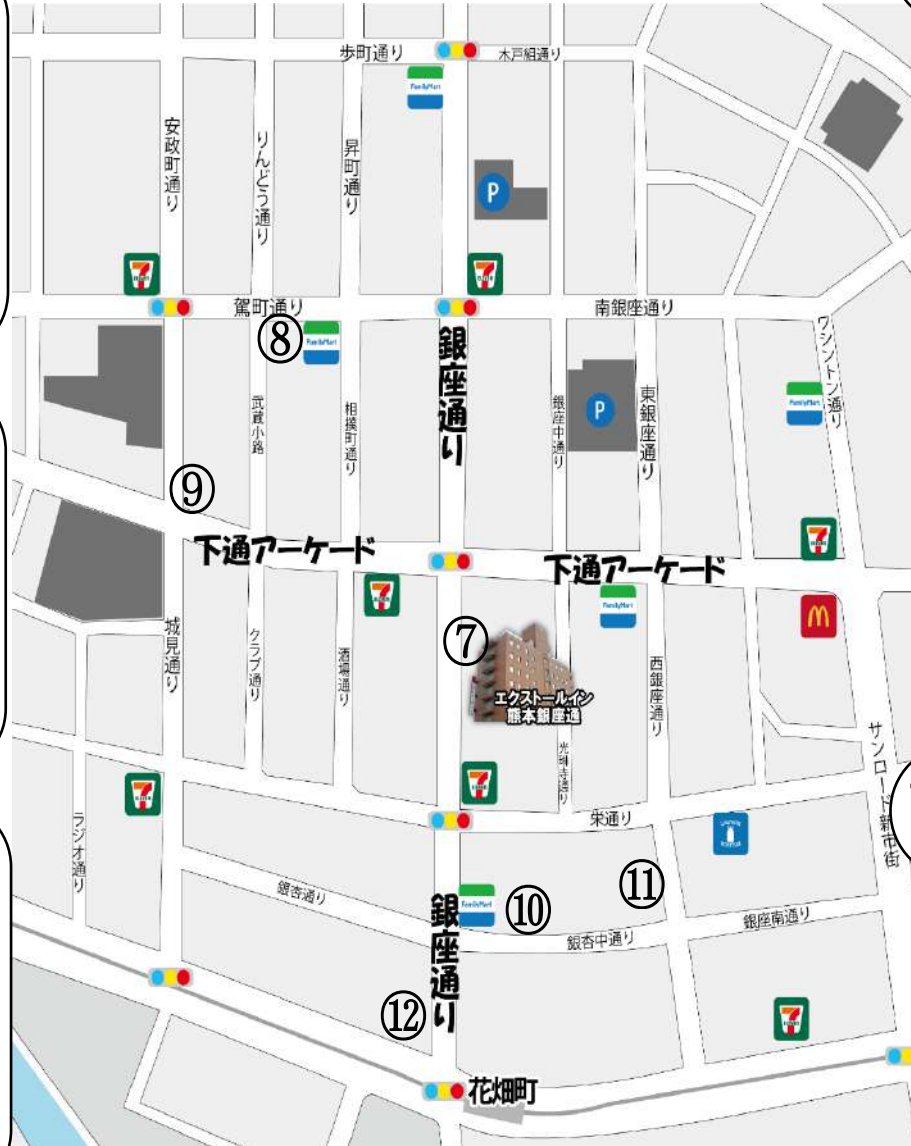 歩町通り
木戸組通り
FamilyMart
安政町通り
りんどう通り
昇町通り
P
駕町通り
南銀座通り
⑧
FamilyMart
銀座通り
ワシントン通り
武蔵小路
相撲町通り
銀座中通り
P
東銀座通り
FamilyMart
⑨
下通アーケード
下通アーケード
FamilyMart
⑦
城見通り
クラブ通り
酒場通り
西銀座通り
エクストールイン
熊本銀座通
光琳寺通り
サンロード新市街
栄通り
ラジオ通り
銀杏通り
FamilyMart
銀座通り
⑩
⑪
銀杏中通り
銀座南通り
⑫
花畑町